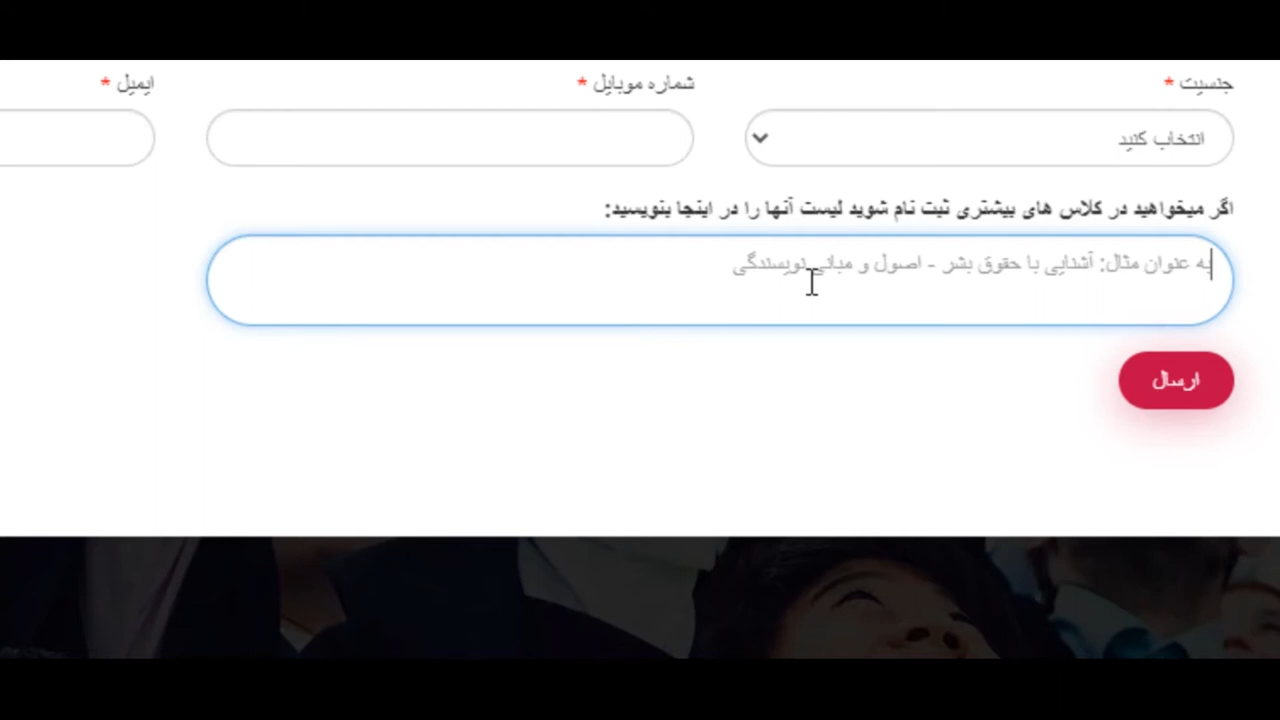 جنسیت *
شماره موبایل *
ایمیل *
انتخاب کنید
اگر میخواهید در کلاس های بیشتری ثبت نام شوید لیست آنها را در اینجا بنویسید:
به عنوان مثال: آشنایی با حقوق بشر - اصول و مبانی نویسندگی
ارسال